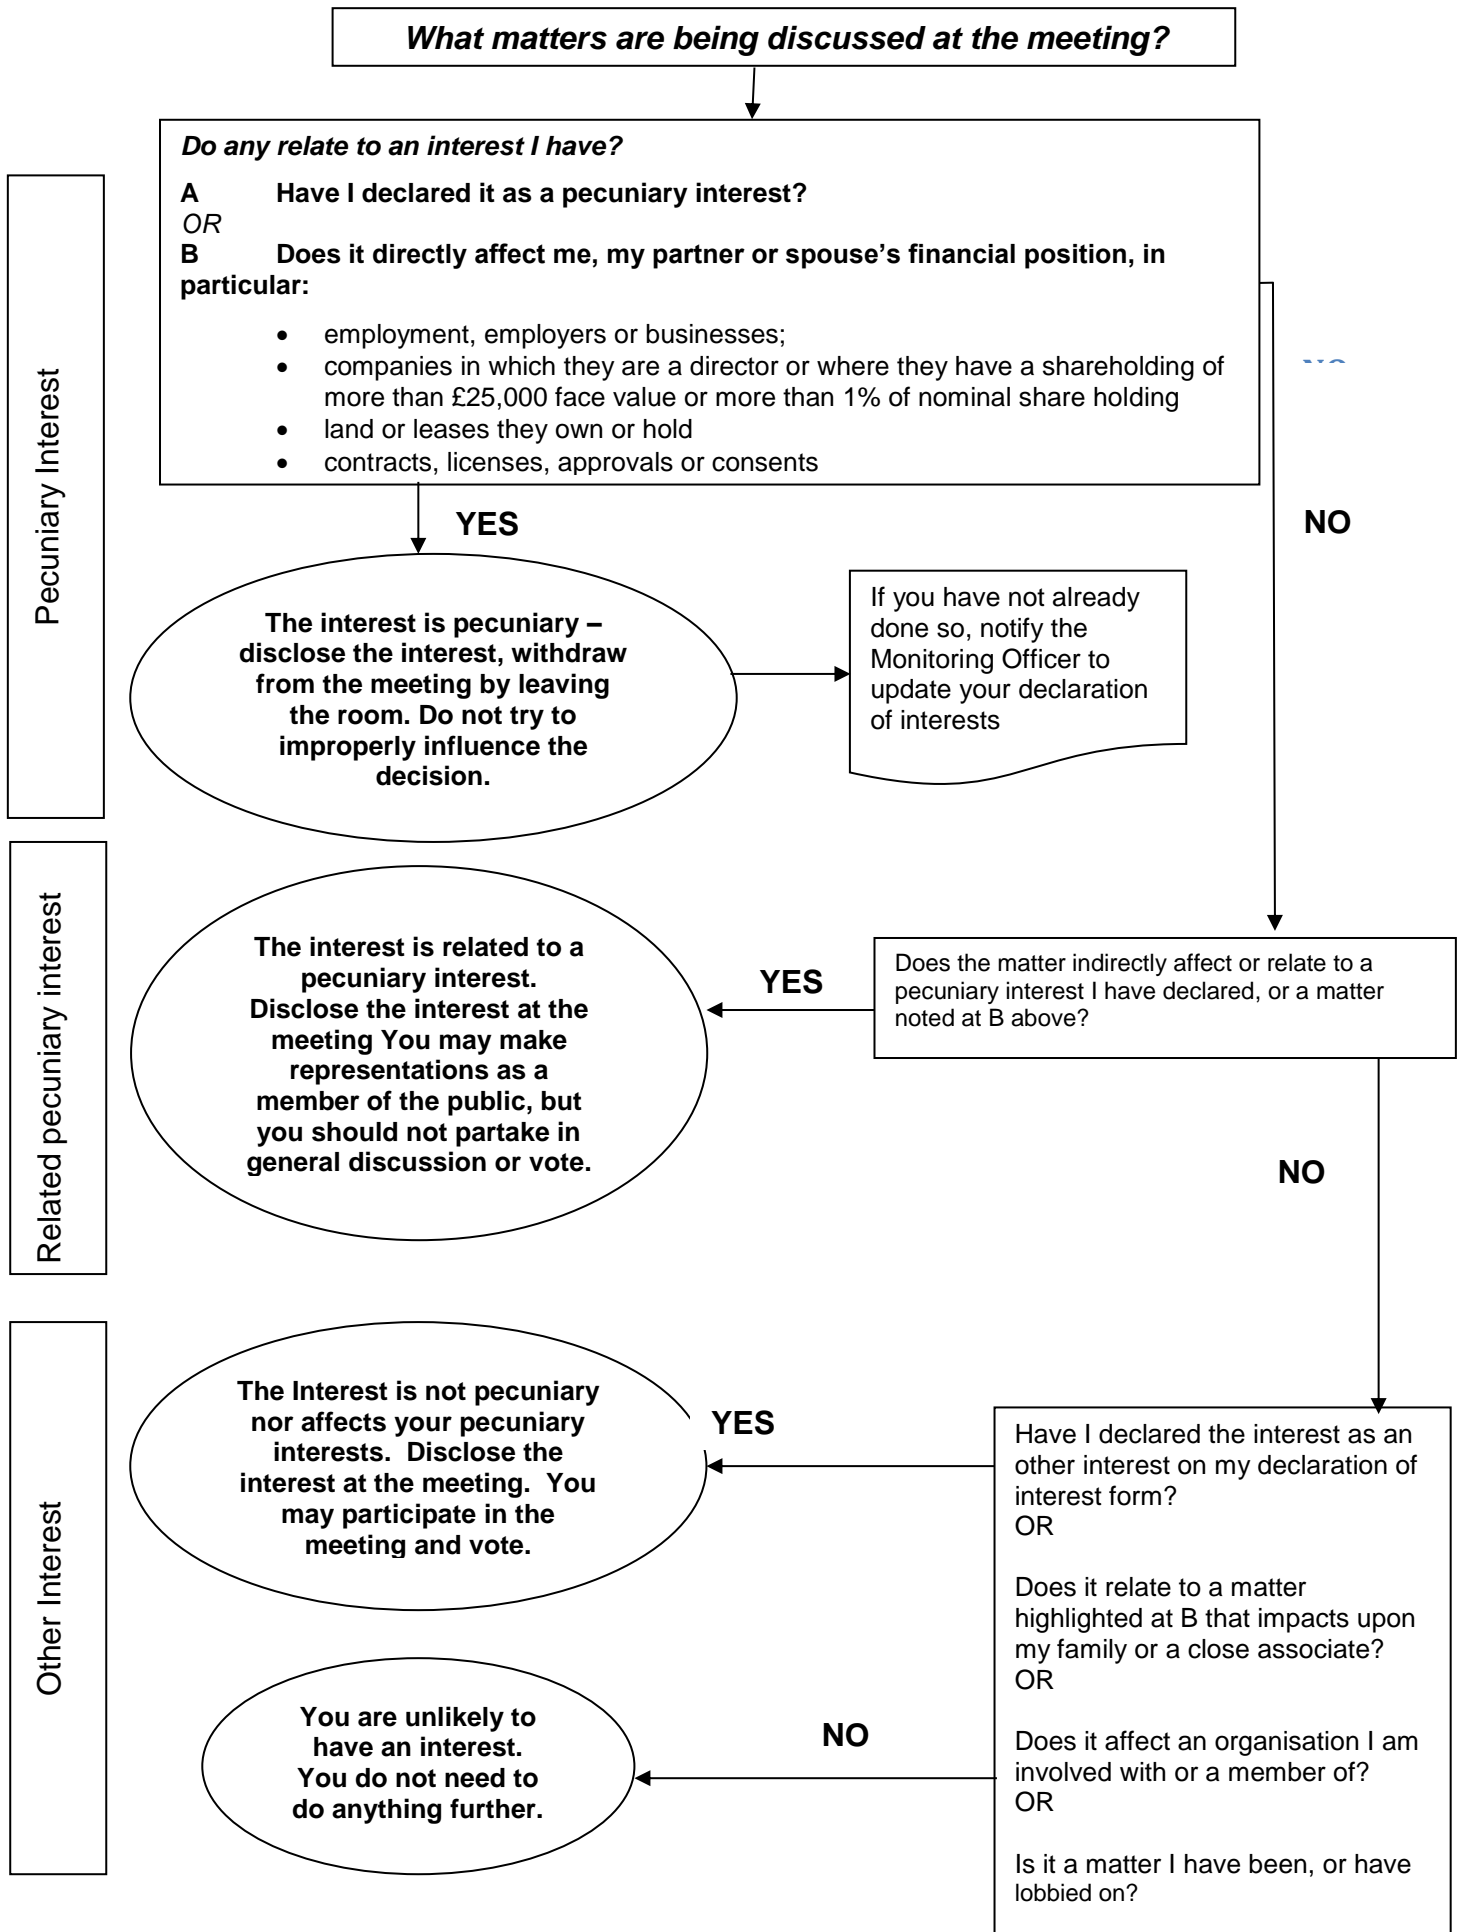 What matters are being discussed at the meeting?
Do any relate to an interest I have?
A Have I declared it as a pecuniary interest?
OR
B Does it directly affect me, my partner or spouse’s financial position, in
particular:
• employment, employers or businesses;
• companies in which they are a director or where they have a shareholding of
more than £25,000 face value or more than 1% of nominal share holding
• land or leases they own or hold
• contracts, licenses, approvals or consents
Pecuniary Interest
YES
NO
The interest is pecuniary –
disclose the interest, withdraw
from the meeting by leaving
the room. Do not try to
improperly influence the
decision.
If you have not already
done so, notify the
Monitoring Officer to
update your declaration
of interests
Related pecuniary interest
The interest is related to a
pecuniary interest.
Disclose the interest at the
meeting You may make
representations as a
member of the public, but
you should not partake in
general discussion or vote.
YES
Does the matter indirectly affect or relate to a
pecuniary interest I have declared, or a matter
noted at B above?
NO
Other Interest
The Interest is not pecuniary
nor affects your pecuniary
interests. Disclose the
interest at the meeting. You
may participate in the
meeting and vote.
YES
Have I declared the interest as an
other interest on my declaration of
interest form?
OR
Does it relate to a matter
highlighted at B that impacts upon
my family or a close associate?
OR
Does it affect an organisation I am
involved with or a member of?
OR
Is it a matter I have been, or have
lobbied on?
NO
You are unlikely to
have an interest.
You do not need to
do anything further.